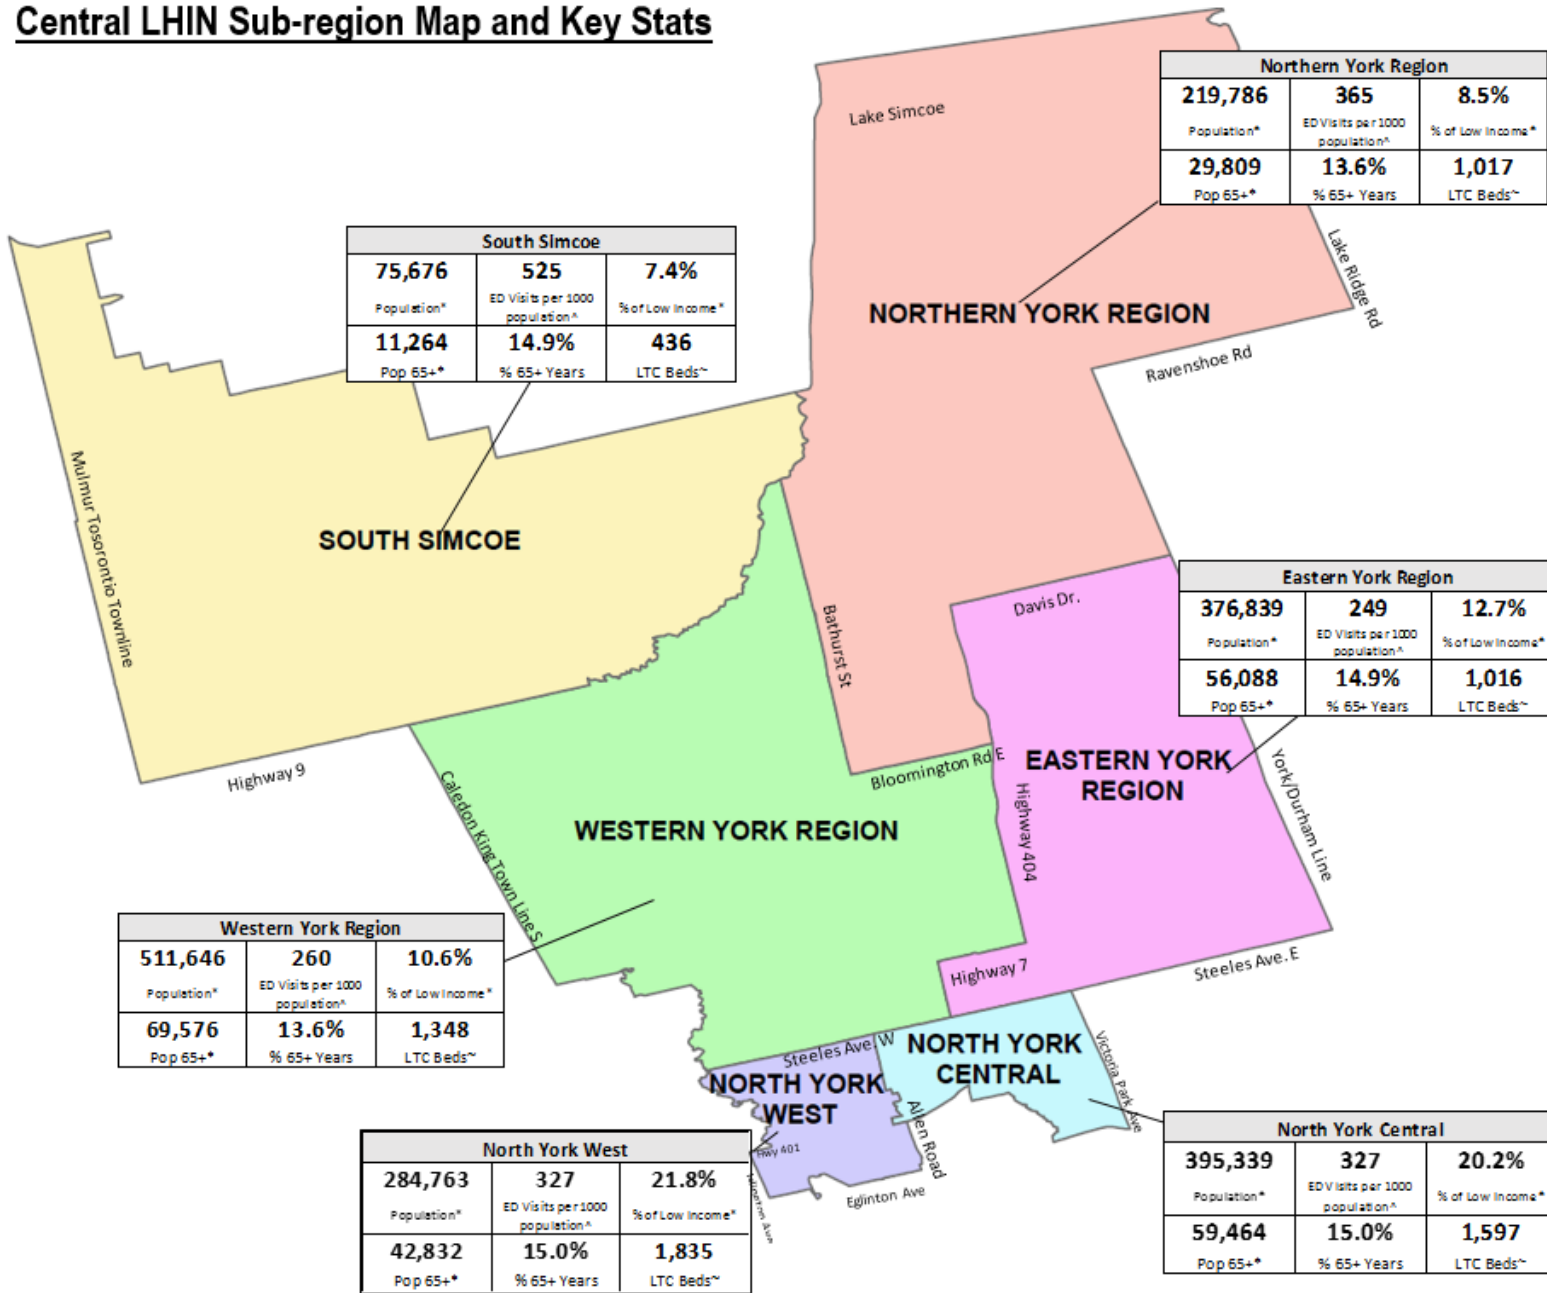 Central LHIN Sub-region Map and Key Stats
Northern York Region
219,786 365 8.5%
Population* ED Visits per 1000 population^ % of Low Income*
29,809 13.6% 1,017
Pop 65+* % 65+ Years LTC Beds~
Lake Simcoe
South Simcoe
75,676 525 7.4%
Population* ED Visits per 1000 population^ % of Low Income*
11,264 14.9% 436
Pop 65+* % 65+ Years LTC Beds~
NORTHERN YORK REGION
Lake Ridge Rd
Ravenshoe Rd
Mulmur Tosorontio Townline
SOUTH SIMCOE
Eastern York Region
376,839 249 12.7%
Population* ED Visits per 1000 population^ % of Low Income*
56,088 14.9% 1,016
Pop 65+* % 65+ Years LTC Beds~
Davis Dr.
Bathurst St
Highway 9
Bloomington Rd E
EASTERN YORK
REGION
Caledon King Town Line S
WESTERN YORK REGION
Highway 404
York/Durham Line
Western York Region
511,646 260 10.6%
Population* ED Visits per 1000 population^ % of Low Income*
69,576 13.6% 1,348
Pop 65+* % 65+ Years LTC Beds~
Highway 7
Steeles Ave. E
Steeles Ave. W
NORTH YORK
CENTRAL
Victoria Park Ave
NORTH YORK
WEST
Allen Road
Hwy 401
Islington Ave
Eglinton Ave
North York West
284,763 327 21.8%
Population* ED Visits per 1000 population^ % of Low Income*
42,832 15.0% 1,835
Pop 65+* % 65+ Years LTC Beds~
North York Central
395,339 327 20.2%
Population* ED Visits per 1000 population^ % of Low Income*
59,464 15.0% 1,597
Pop 65+* % 65+ Years LTC Beds~